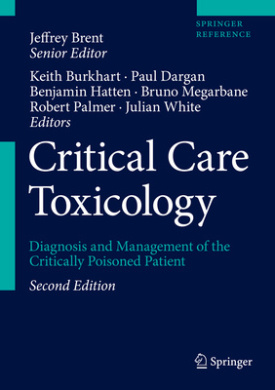 SPRINGER
REFERENCE
Jeffrey Brent
Senior Editor
Keith Burkhart · Paul Dargan
Benjamin Hatten · Bruno Megarbane
Robert Palmer · Julian White
Editors
Critical Care
Toxicology
Diagnosis and Management of the
Critically Poisoned Patient
Second Edition
Springer